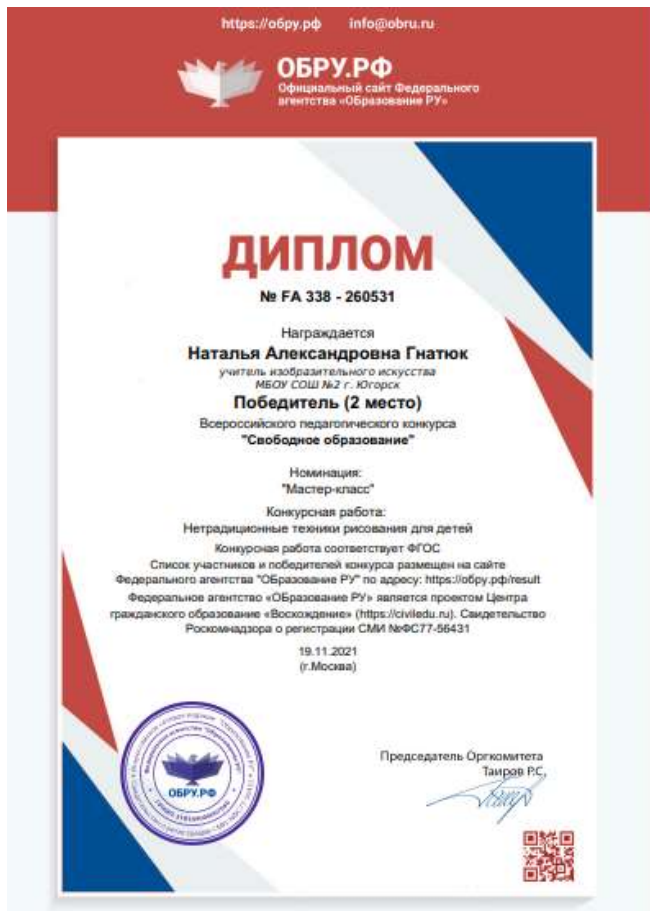 https://обру.рф info@obru.ru
ОБРУ.РФ
Официальный сайт Федерального
агентства «ОБразование РУ»
ДИПЛОМ
№ FA 338 - 260531
Награждается
Наталья Александровна Гнатюк
учитель изобразительного искусства
МБОУ СОШ №2 г. Югорск
Победитель (2 место)
Всероссийского педагогического конкурса
"Свободное образование"
Номинация:
"Мастер-класс"
Конкурсная работа:
Нетрадиционные техники рисования для детей
Конкурсная работа соответствует ФГОС
Список участников и победителей конкурса размещен на сайте
Федерального агентства "ОБразование РУ" по адресу: https://обру.рф/result
Федеральное агентство «ОБразование РУ» является проектом Центра
гражданского образование «Восхождение» (https://civiledu.ru). Свидетельство
Роскомнадзора о регистрации СМИ №ФС77-56431
19.11.2021
(г.Москва)
Председатель Оргкомитета
Таиров Р.С.
ОБРУ.РФ